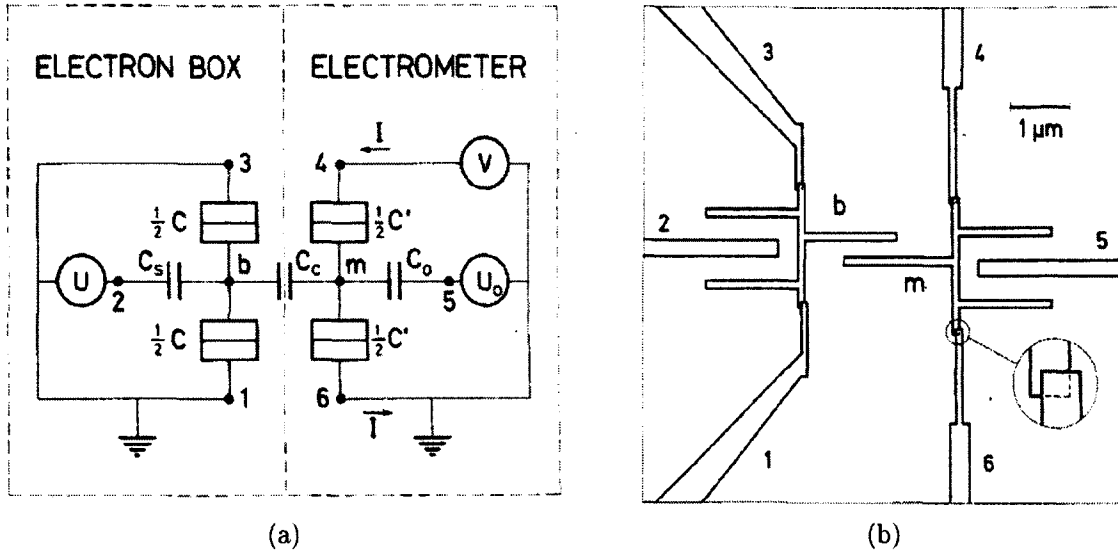 ELECTRON BOX
ELECTROMETER
I
3
4
V
½ C
½ C'
C_s
b
C_c
m
C_o
U
2
5
U_o
½ C
½ C'
1
6
I
(a)
3
4
1 µm
2
b
5
m
1
6
(b)